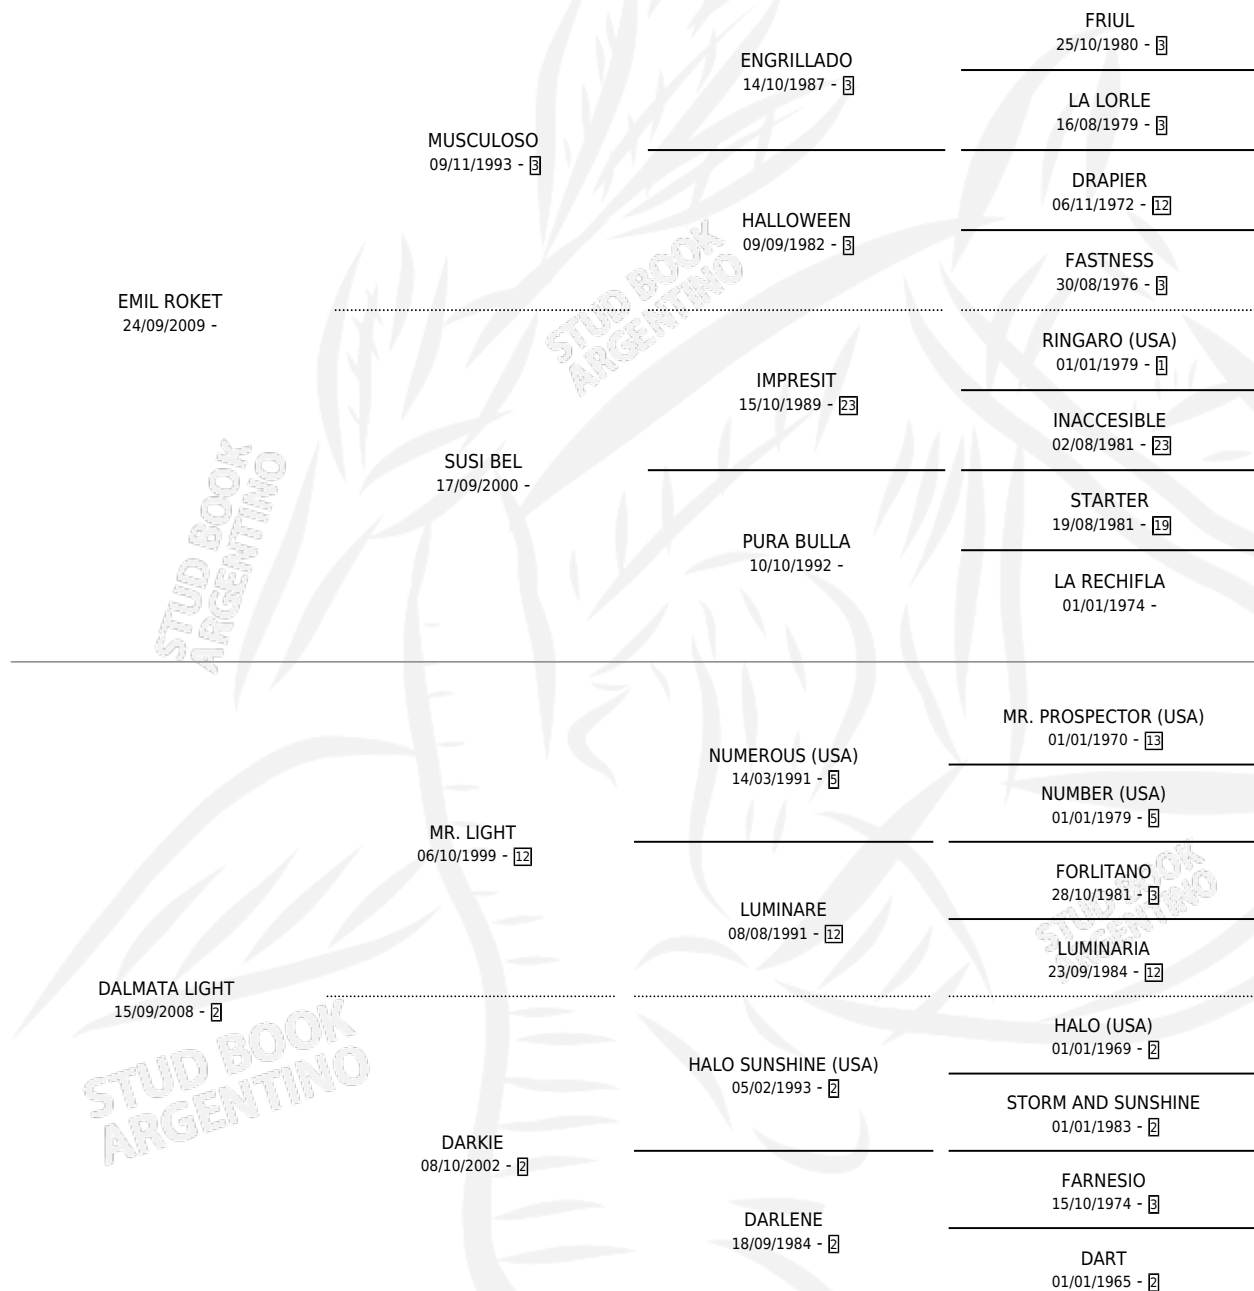 FRIUL
25/10/1980 - 3
ENGRILLADO
14/10/1987 - 3
LA LORLE
16/08/1979 - 3
MUSCULOSO
09/11/1993 - 3
DRAPIER
06/11/1972 - 12
HALLOWEEN
09/09/1982 - 3
FASTNESS
30/08/1976 - 3
EMIL ROKET
24/09/2009 -
STUD BOOK
ARGENTINO
RINGARO (USA)
01/01/1979 - 1
IMPRESIT
15/10/1989 - 23
INACCESIBLE
02/08/1981 - 23
SUSI BEL
17/09/2000 -
STARTER
19/08/1981 - 19
PURA BULLA
10/10/1992 -
LA RECHIFLA
01/01/1974 -
STUD BOOK
ARGENTINO
MR. PROSPECTOR (USA)
01/01/1970 - 13
NUMEROUS (USA)
14/03/1991 - 5
NUMBER (USA)
01/01/1979 - 5
MR. LIGHT
06/10/1999 - 12
FORLITANO
28/10/1981 - 3
LUMINARE
08/08/1991 - 12
LUMINARIA
23/09/1984 - 12
STUD BOOK
ARGENTINO
DALMATA LIGHT
15/09/2008 - 2
HALO (USA)
01/01/1969 - 2
HALO SUNSHINE (USA)
05/02/1993 - 2
STORM AND SUNSHINE
01/01/1983 - 2
STUD BOOK
ARGENTINO
DARKIE
08/10/2002 - 2
FARNESIO
15/10/1974 - 3
DARLENE
18/09/1984 - 2
DART
01/01/1965 - 2